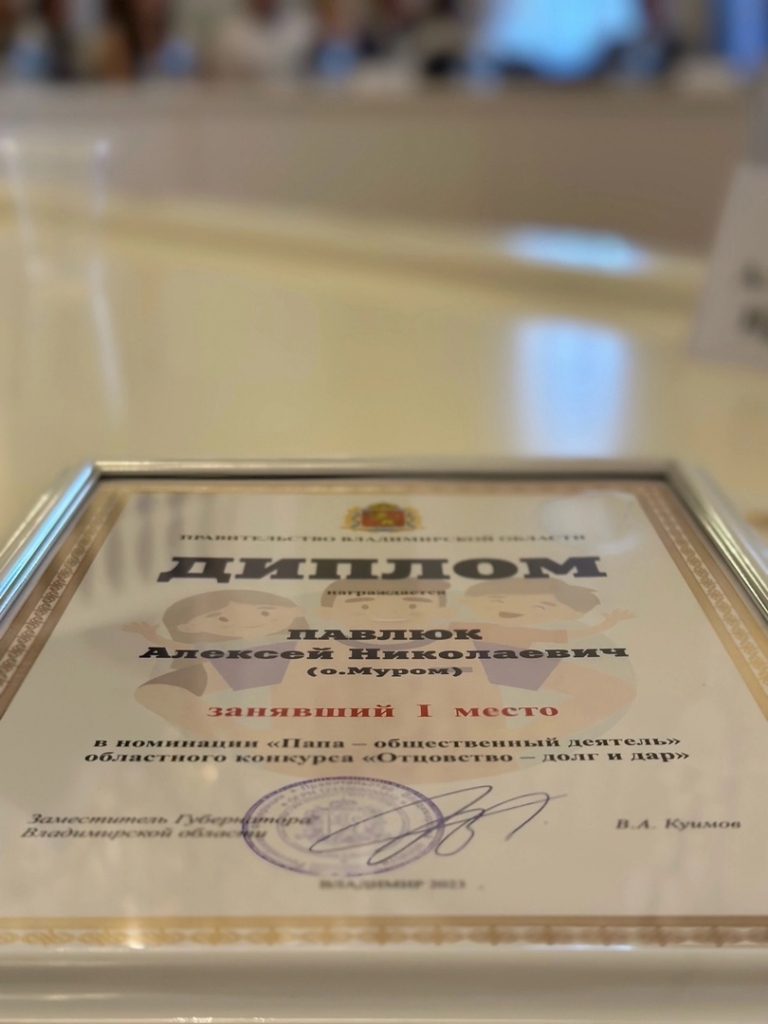 ПРАВИТЕЛЬСТВО ВЛАДИМИРСКОЙ ОБЛАСТИ
ДИПЛОМ
награждается
ПАВЛЮК
Алексей Николаевич
(о.Муром)
занявший I место
в номинации «Папа – общественный деятель»
областного конкурса «Отцовство – долг и дар»
Заместитель Губернатора
Владимирской области
В.А. Куимов
ВЛАДИМИР 2023